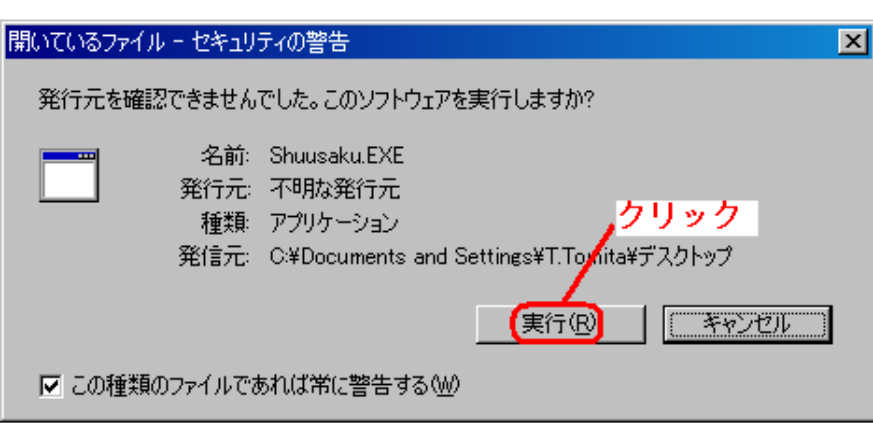 開いているファイル - セキュリティの警告
発行元を確認できませんでした。このソフトウェアを実行しますか?
名前: Shuusaku.EXE
発行元: 不明な発行元
種類: アプリケーション
クリック
発信元: C:¥Documents and Settings¥T.Tomita¥デスクトップ
実行(R) キャンセル
この種類のファイルであれば常に警告する(W)